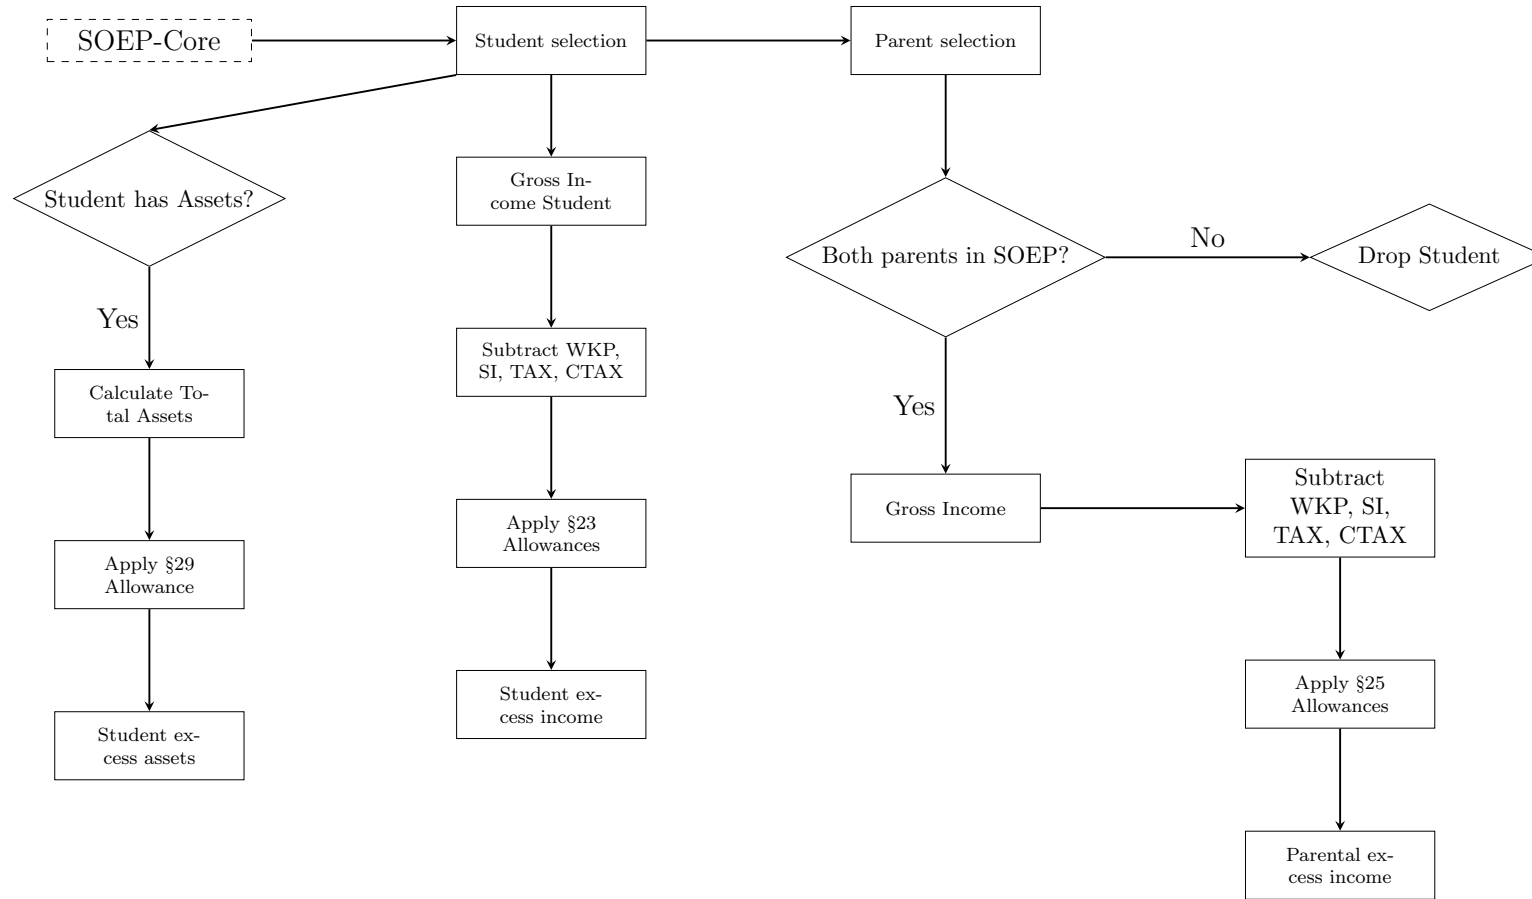 SOEP-Core
Student selection
Parent selection
Student has Assets?
Gross In-
come Student
Both parents in SOEP?
No
Drop Student
Yes
Subtract WKP,
SI, TAX, CTAX
Calculate To-
tal Assets
Yes
Gross Income
Subtract
WKP, SI,
TAX, CTAX
Apply §23
Allowances
Apply §29
Allowance
Student ex-
cess income
Apply §25
Allowances
Student ex-
cess assets
Parental ex-
cess income